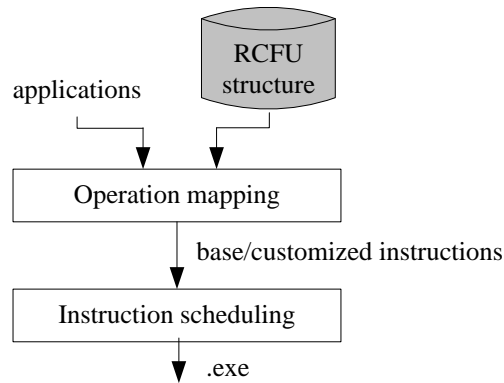 RCFU
structure
applications
Operation mapping
base/customized instructions
Instruction scheduling
.exe